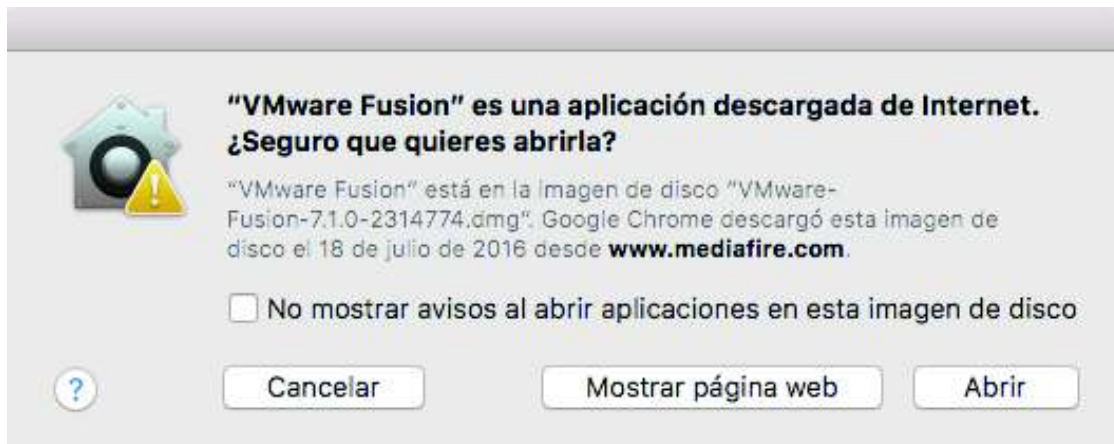 “VMware Fusion” es una aplicación descargada de Internet.
¿Seguro que quieres abrirla?
“VMware Fusion” está en la imagen de disco “VMware-
Fusion-7.1.0-2314774.dmg”. Google Chrome descargó esta imagen de
disco el 18 de julio de 2016 desde www.mediafire.com.
No mostrar avisos al abrir aplicaciones en esta imagen de disco
? Cancelar Mostrar página web Abrir